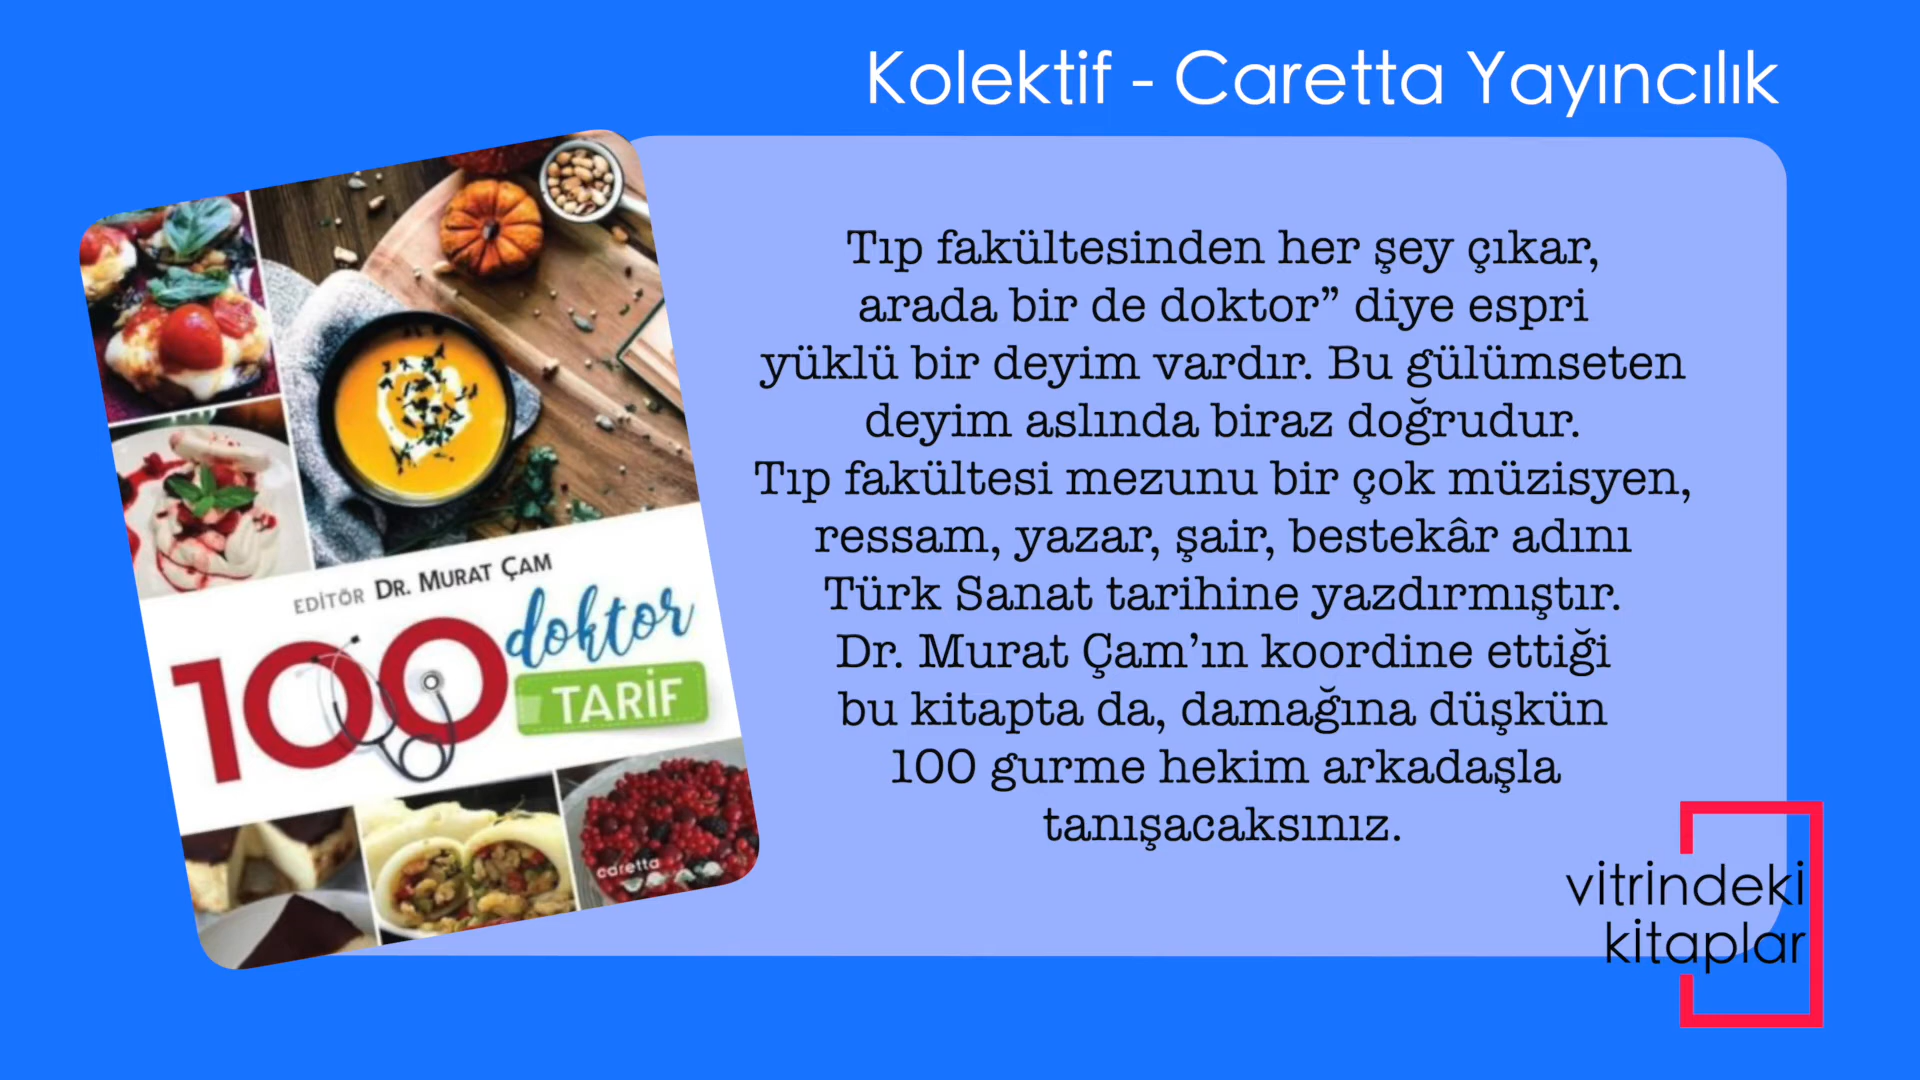 Kolektif - Caretta Yayıncılık
Tıp fakültesinden her şey çıkar,
arada bir de doktor” diye espri
yüklü bir deyim vardır. Bu gülümseten
deyim aslında biraz doğrudur.
Tıp fakültesi mezunu bir çok müzisyen,
ressam, yazar, şair, bestekâr adını
Türk Sanat tarihine yazdırmıştır.
Dr. Murat Çam’ın koordine ettiği
bu kitapta da, damağına düşkün
100 gurme hekim arkadaşla
tanışacaksınız.
EDİTÖR DR. MURAT ÇAM
100 doktor
TARİF
caretta
vitrindeki
kitaplar